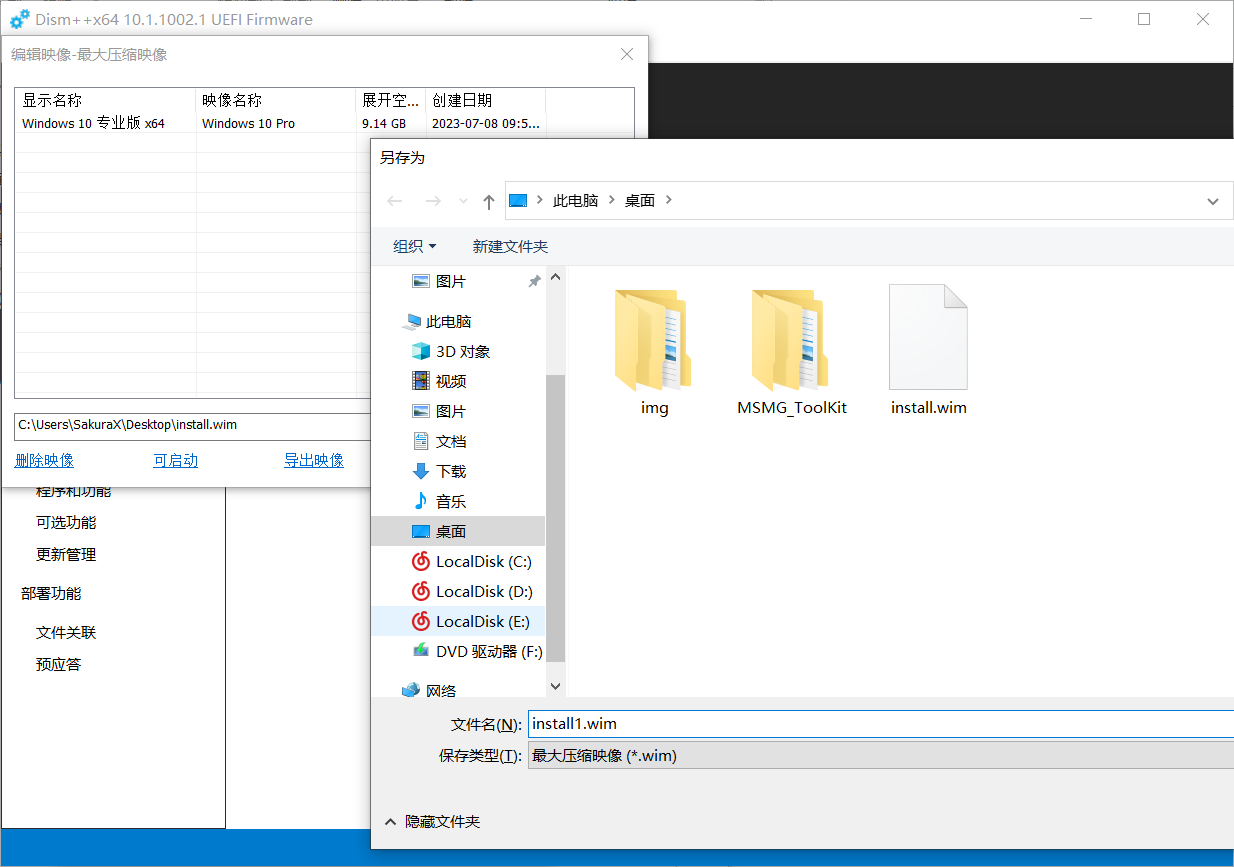 Dism++x64 10.1.1002.1 UEFI Firmware
编辑映像-最大压缩映像
显示名称 映像名称 展开空... 创建日期
Windows 10 专业版 x64 Windows 10 Pro 9.14 GB 2023-07-08 09:5...
C:\Users\SakuraX\Desktop\install.wim
删除映像 可启动 导出映像
程序和功能
可选功能
更新管理
部署功能
文件关联
预应答
另存为
此电脑 桌面
组织 新建文件夹
图片
此电脑
3D 对象
视频
图片
文档
下载
音乐
桌面
LocalDisk (C:)
LocalDisk (D:)
LocalDisk (E:)
DVD 驱动器 (F:)
网络
img MSMG_ToolKit install.wim
文件名(N): install1.wim
保存类型(T): 最大压缩映像 (*.wim)
隐藏文件夹